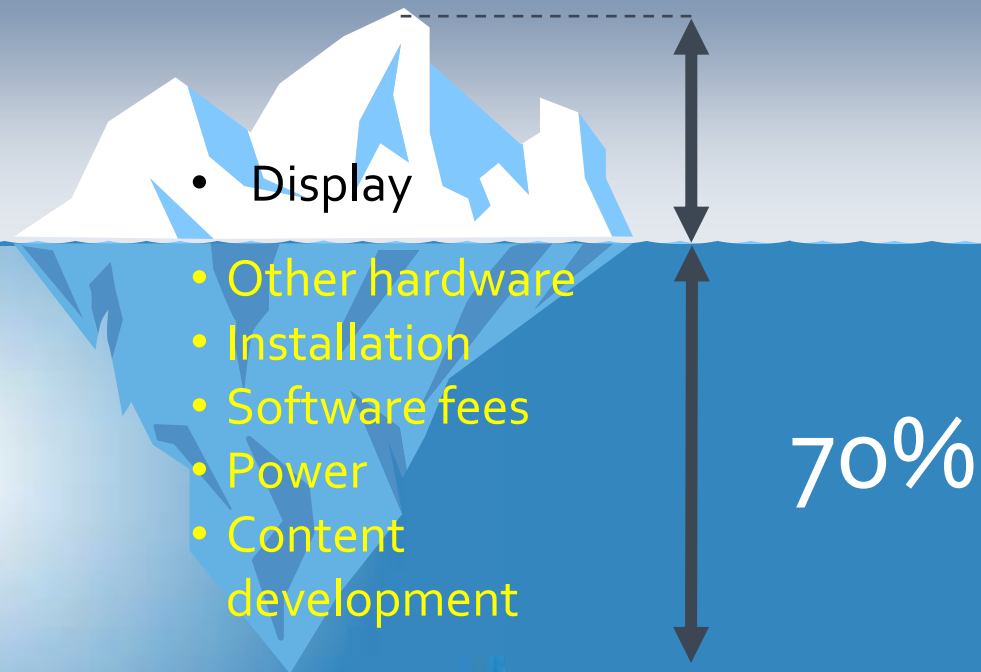 • Display
• Other hardware
• Installation
• Software fees
• Power
• Content
development
70%